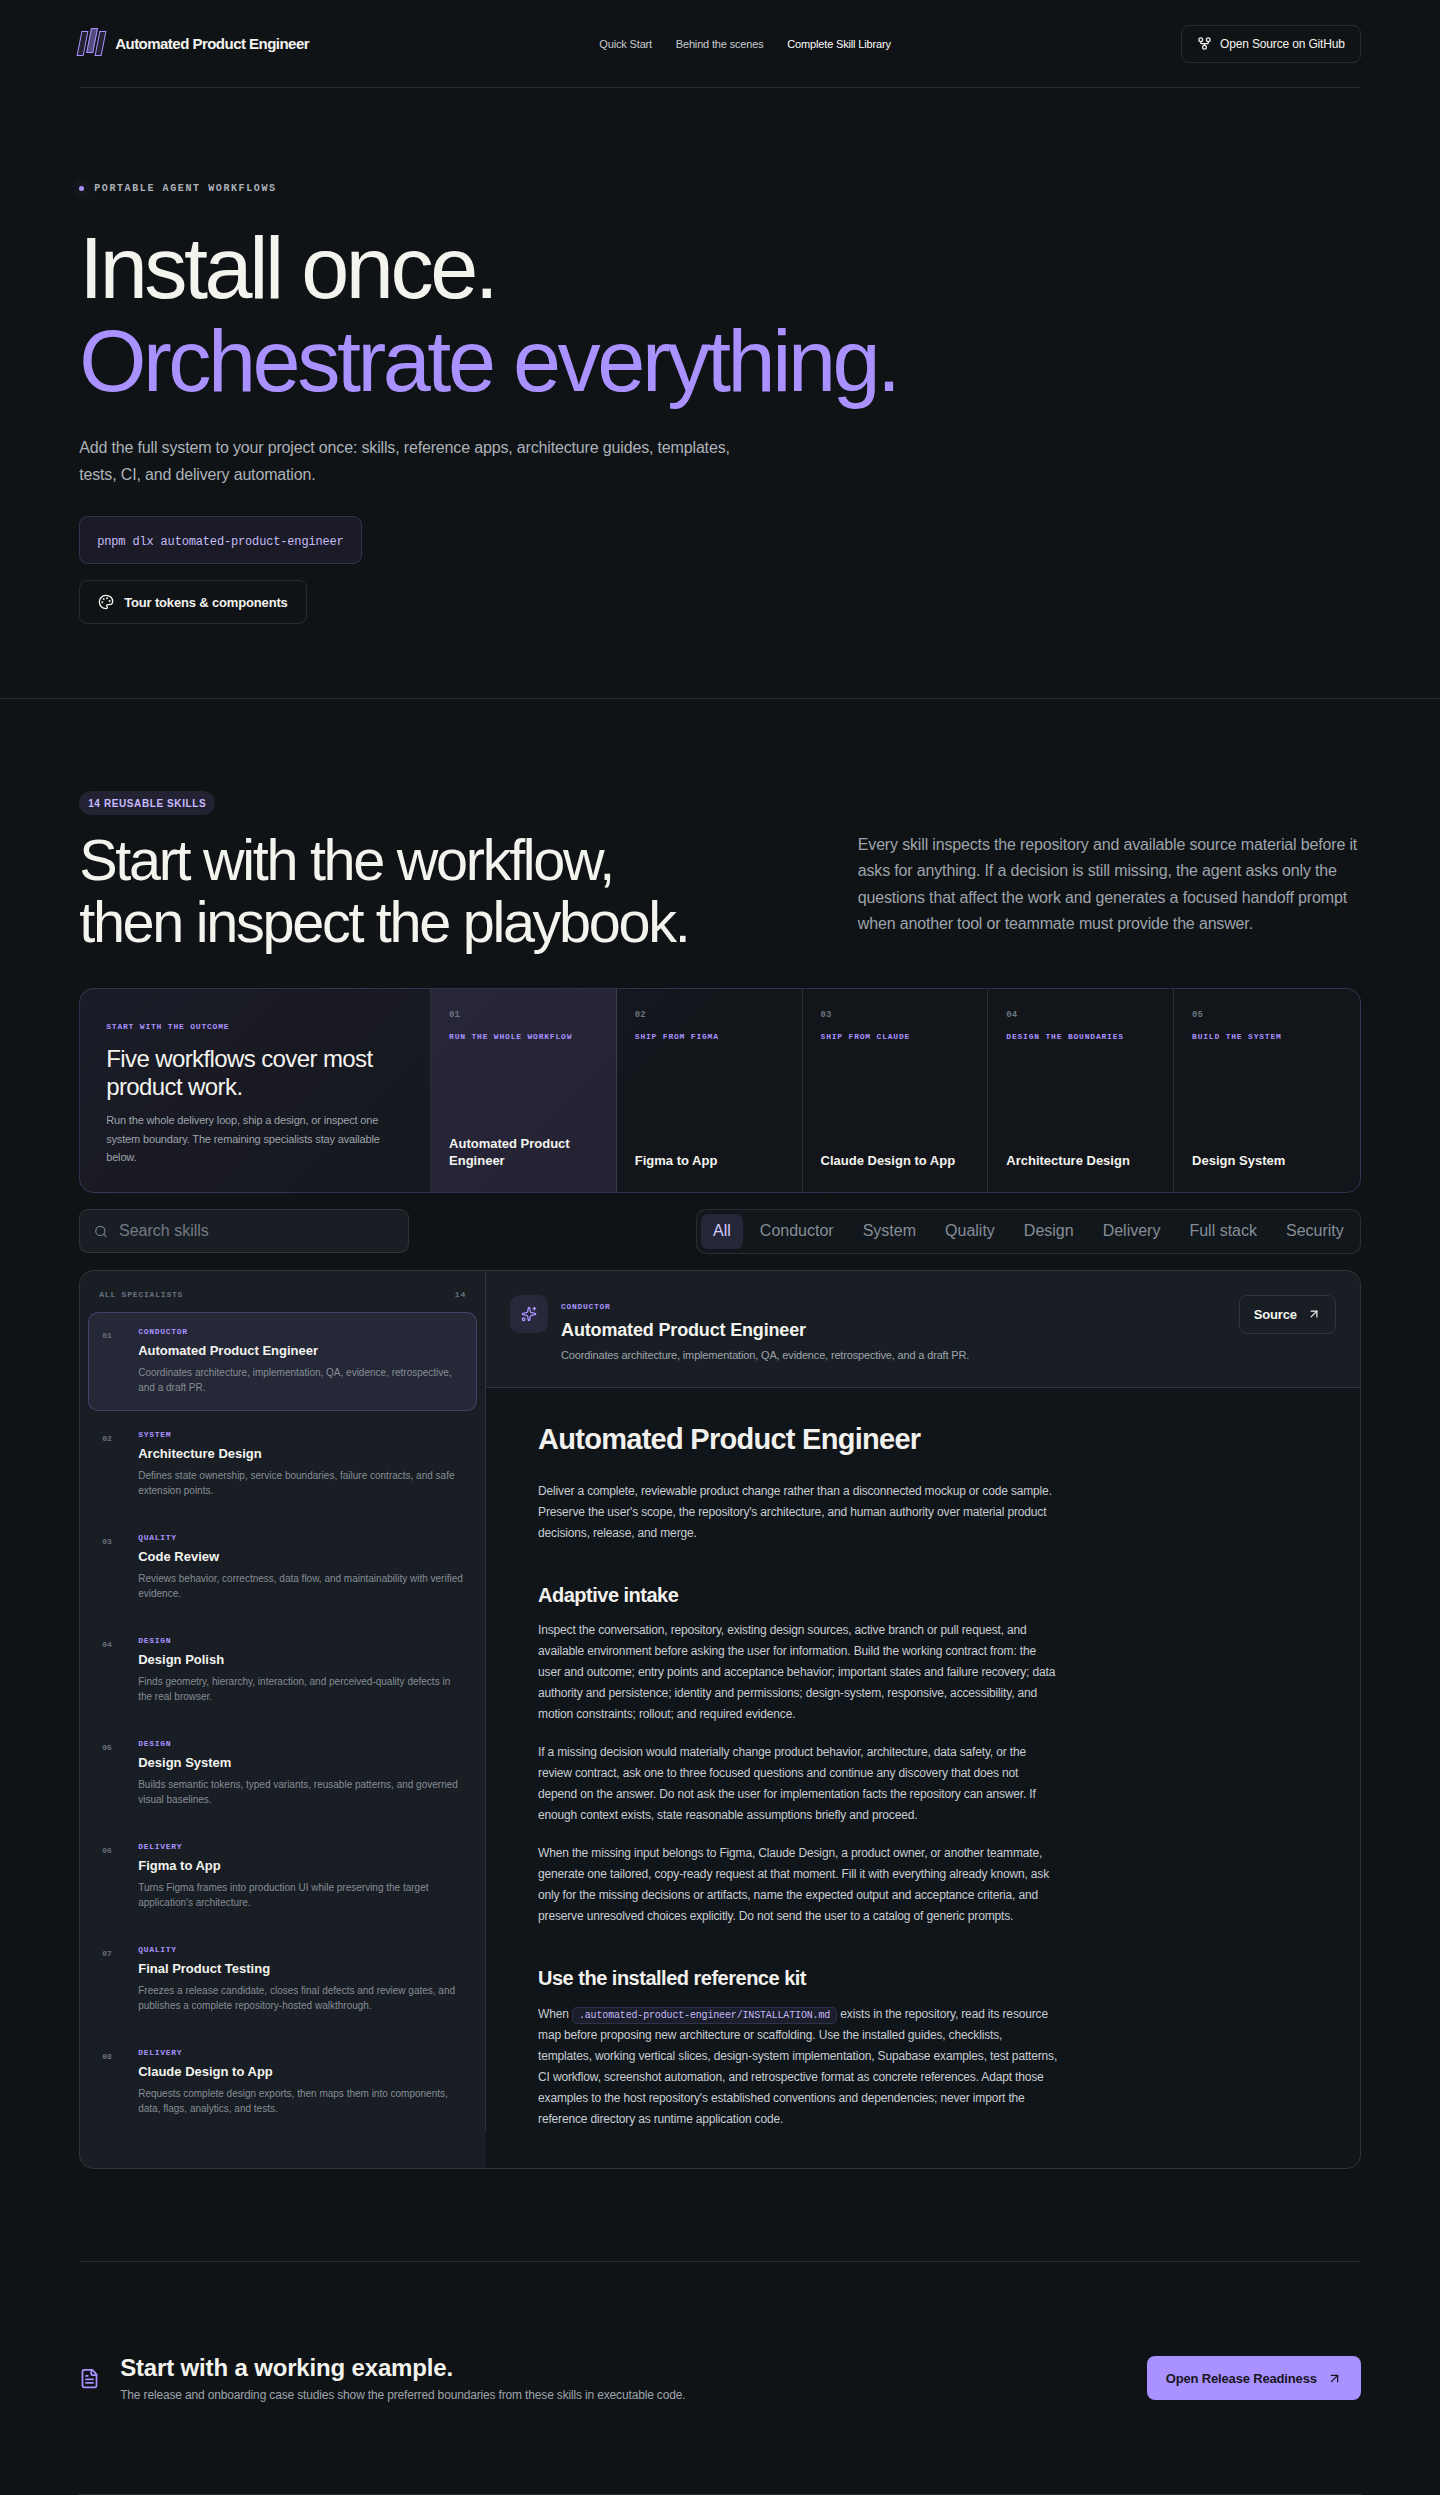 Automated Product Engineer
Quick Start
Behind the scenes
Complete Skill Library
Open Source on GitHub
PORTABLE AGENT WORKFLOWS
Install once.
Orchestrate everything.
Add the full system to your project once: skills, reference apps, architecture guides, templates,
tests, CI, and delivery automation.
pnpm dlx automated-product-engineer
Tour tokens & components
14 REUSABLE SKILLS
Start with the workflow,
then inspect the playbook.
Every skill inspects the repository and available source material before it
asks for anything. If a decision is still missing, the agent asks only the
questions that affect the work and generates a focused handoff prompt
when another tool or teammate must provide the answer.
START WITH THE OUTCOME
Five workflows cover most
product work.
Run the whole delivery loop, ship a design, or inspect one
system boundary. The remaining specialists stay available
below.
01
RUN THE WHOLE WORKFLOW
Automated Product
Engineer
02
SHIP FROM FIGMA
Figma to App
03
SHIP FROM CLAUDE
Claude Design to App
04
DESIGN THE BOUNDARIES
Architecture Design
05
BUILD THE SYSTEM
Design System
Search skills
All
Conductor
System
Quality
Design
Delivery
Full stack
Security
ALL SPECIALISTS
14
01
CONDUCTOR
Automated Product Engineer
Coordinates architecture, implementation, QA, evidence, retrospective,
and a draft PR.
02
SYSTEM
Architecture Design
Defines state ownership, service boundaries, failure contracts, and safe
extension points.
03
QUALITY
Code Review
Reviews behavior, correctness, data flow, and maintainability with verified
evidence.
04
DESIGN
Design Polish
Finds geometry, hierarchy, interaction, and perceived-quality defects in
the real browser.
05
DESIGN
Design System
Builds semantic tokens, typed variants, reusable patterns, and governed
visual baselines.
06
DELIVERY
Figma to App
Turns Figma frames into production UI while preserving the target
application's architecture.
07
QUALITY
Final Product Testing
Freezes a release candidate, closes final defects and review gates, and
publishes a complete repository-hosted walkthrough.
08
DELIVERY
Claude Design to App
Requests complete design exports, then maps them into components,
data, flags, analytics, and tests.
CONDUCTOR
Automated Product Engineer
Coordinates architecture, implementation, QA, evidence, retrospective, and a draft PR.
Source
Automated Product Engineer
Deliver a complete, reviewable product change rather than a disconnected mockup or code sample.
Preserve the user's scope, the repository's architecture, and human authority over material product
decisions, release, and merge.
Adaptive intake
Inspect the conversation, repository, existing design sources, active branch or pull request, and
available environment before asking the user for information. Build the working contract from: the
user and outcome; entry points and acceptance behavior; important states and failure recovery; data
authority and persistence; identity and permissions; design-system, responsive, accessibility, and
motion constraints; rollout; and required evidence.
If a missing decision would materially change product behavior, architecture, data safety, or the
review contract, ask one to three focused questions and continue any discovery that does not
depend on the answer. Do not ask the user for implementation facts the repository can answer. If
enough context exists, state reasonable assumptions briefly and proceed.
When the missing input belongs to Figma, Claude Design, a product owner, or another teammate,
generate one tailored, copy-ready request at that moment. Fill it with everything already known, ask
only for the missing decisions or artifacts, name the expected output and acceptance criteria, and
preserve unresolved choices explicitly. Do not send the user to a catalog of generic prompts.
Use the installed reference kit
When .automated-product-engineer/INSTALLATION.md exists in the repository, read its resource
map before proposing new architecture or scaffolding. Use the installed guides, checklists,
templates, working vertical slices, design-system implementation, Supabase examples, test patterns,
CI workflow, screenshot automation, and retrospective format as concrete references. Adapt those
examples to the host repository's established conventions and dependencies; never import the
reference directory as runtime application code.
Start with a working example.
The release and onboarding case studies show the preferred boundaries from these skills in executable code.
Open Release Readiness